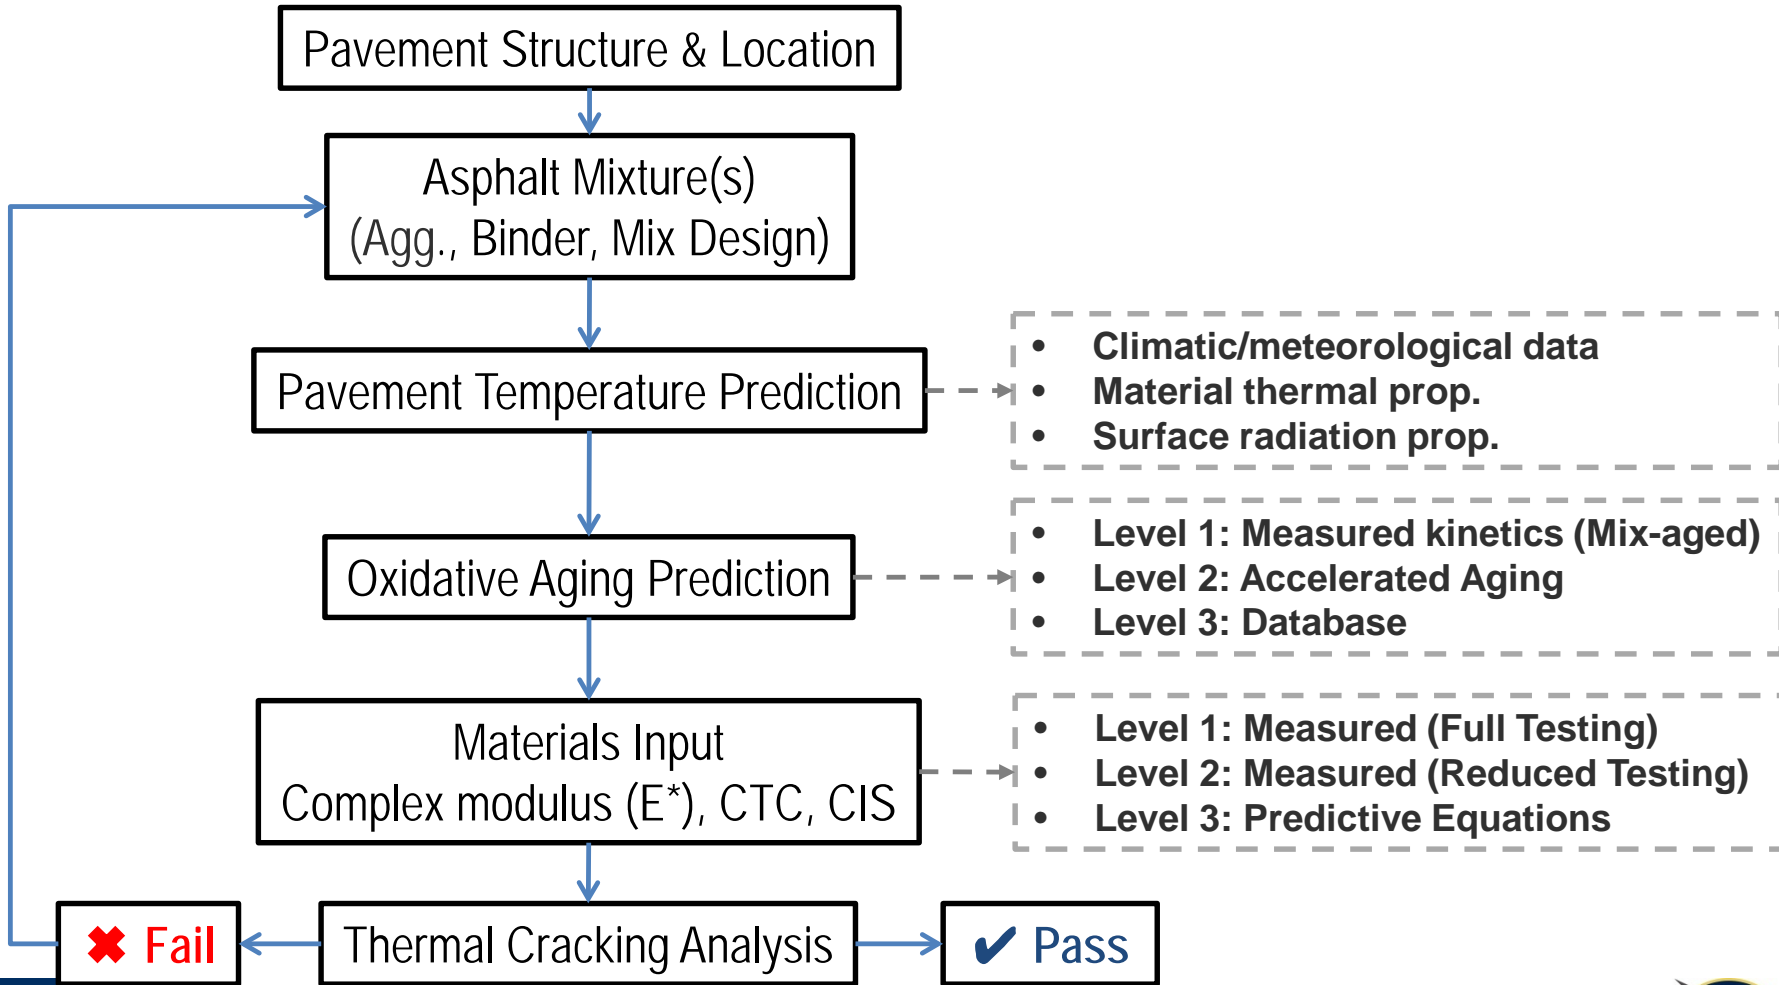 Pavement Structure & Location
Asphalt Mixture(s)
(Agg., Binder, Mix Design)
Pavement Temperature Prediction
• Climatic/meteorological data
• Material thermal prop.
• Surface radiation prop.
Oxidative Aging Prediction
• Level 1: Measured kinetics (Mix-aged)
• Level 2: Accelerated Aging
• Level 3: Database
Materials Input
Complex modulus (E*), CTC, CIS
• Level 1: Measured (Full Testing)
• Level 2: Measured (Reduced Testing)
• Level 3: Predictive Equations
✖ Fail
Thermal Cracking Analysis
✔ Pass